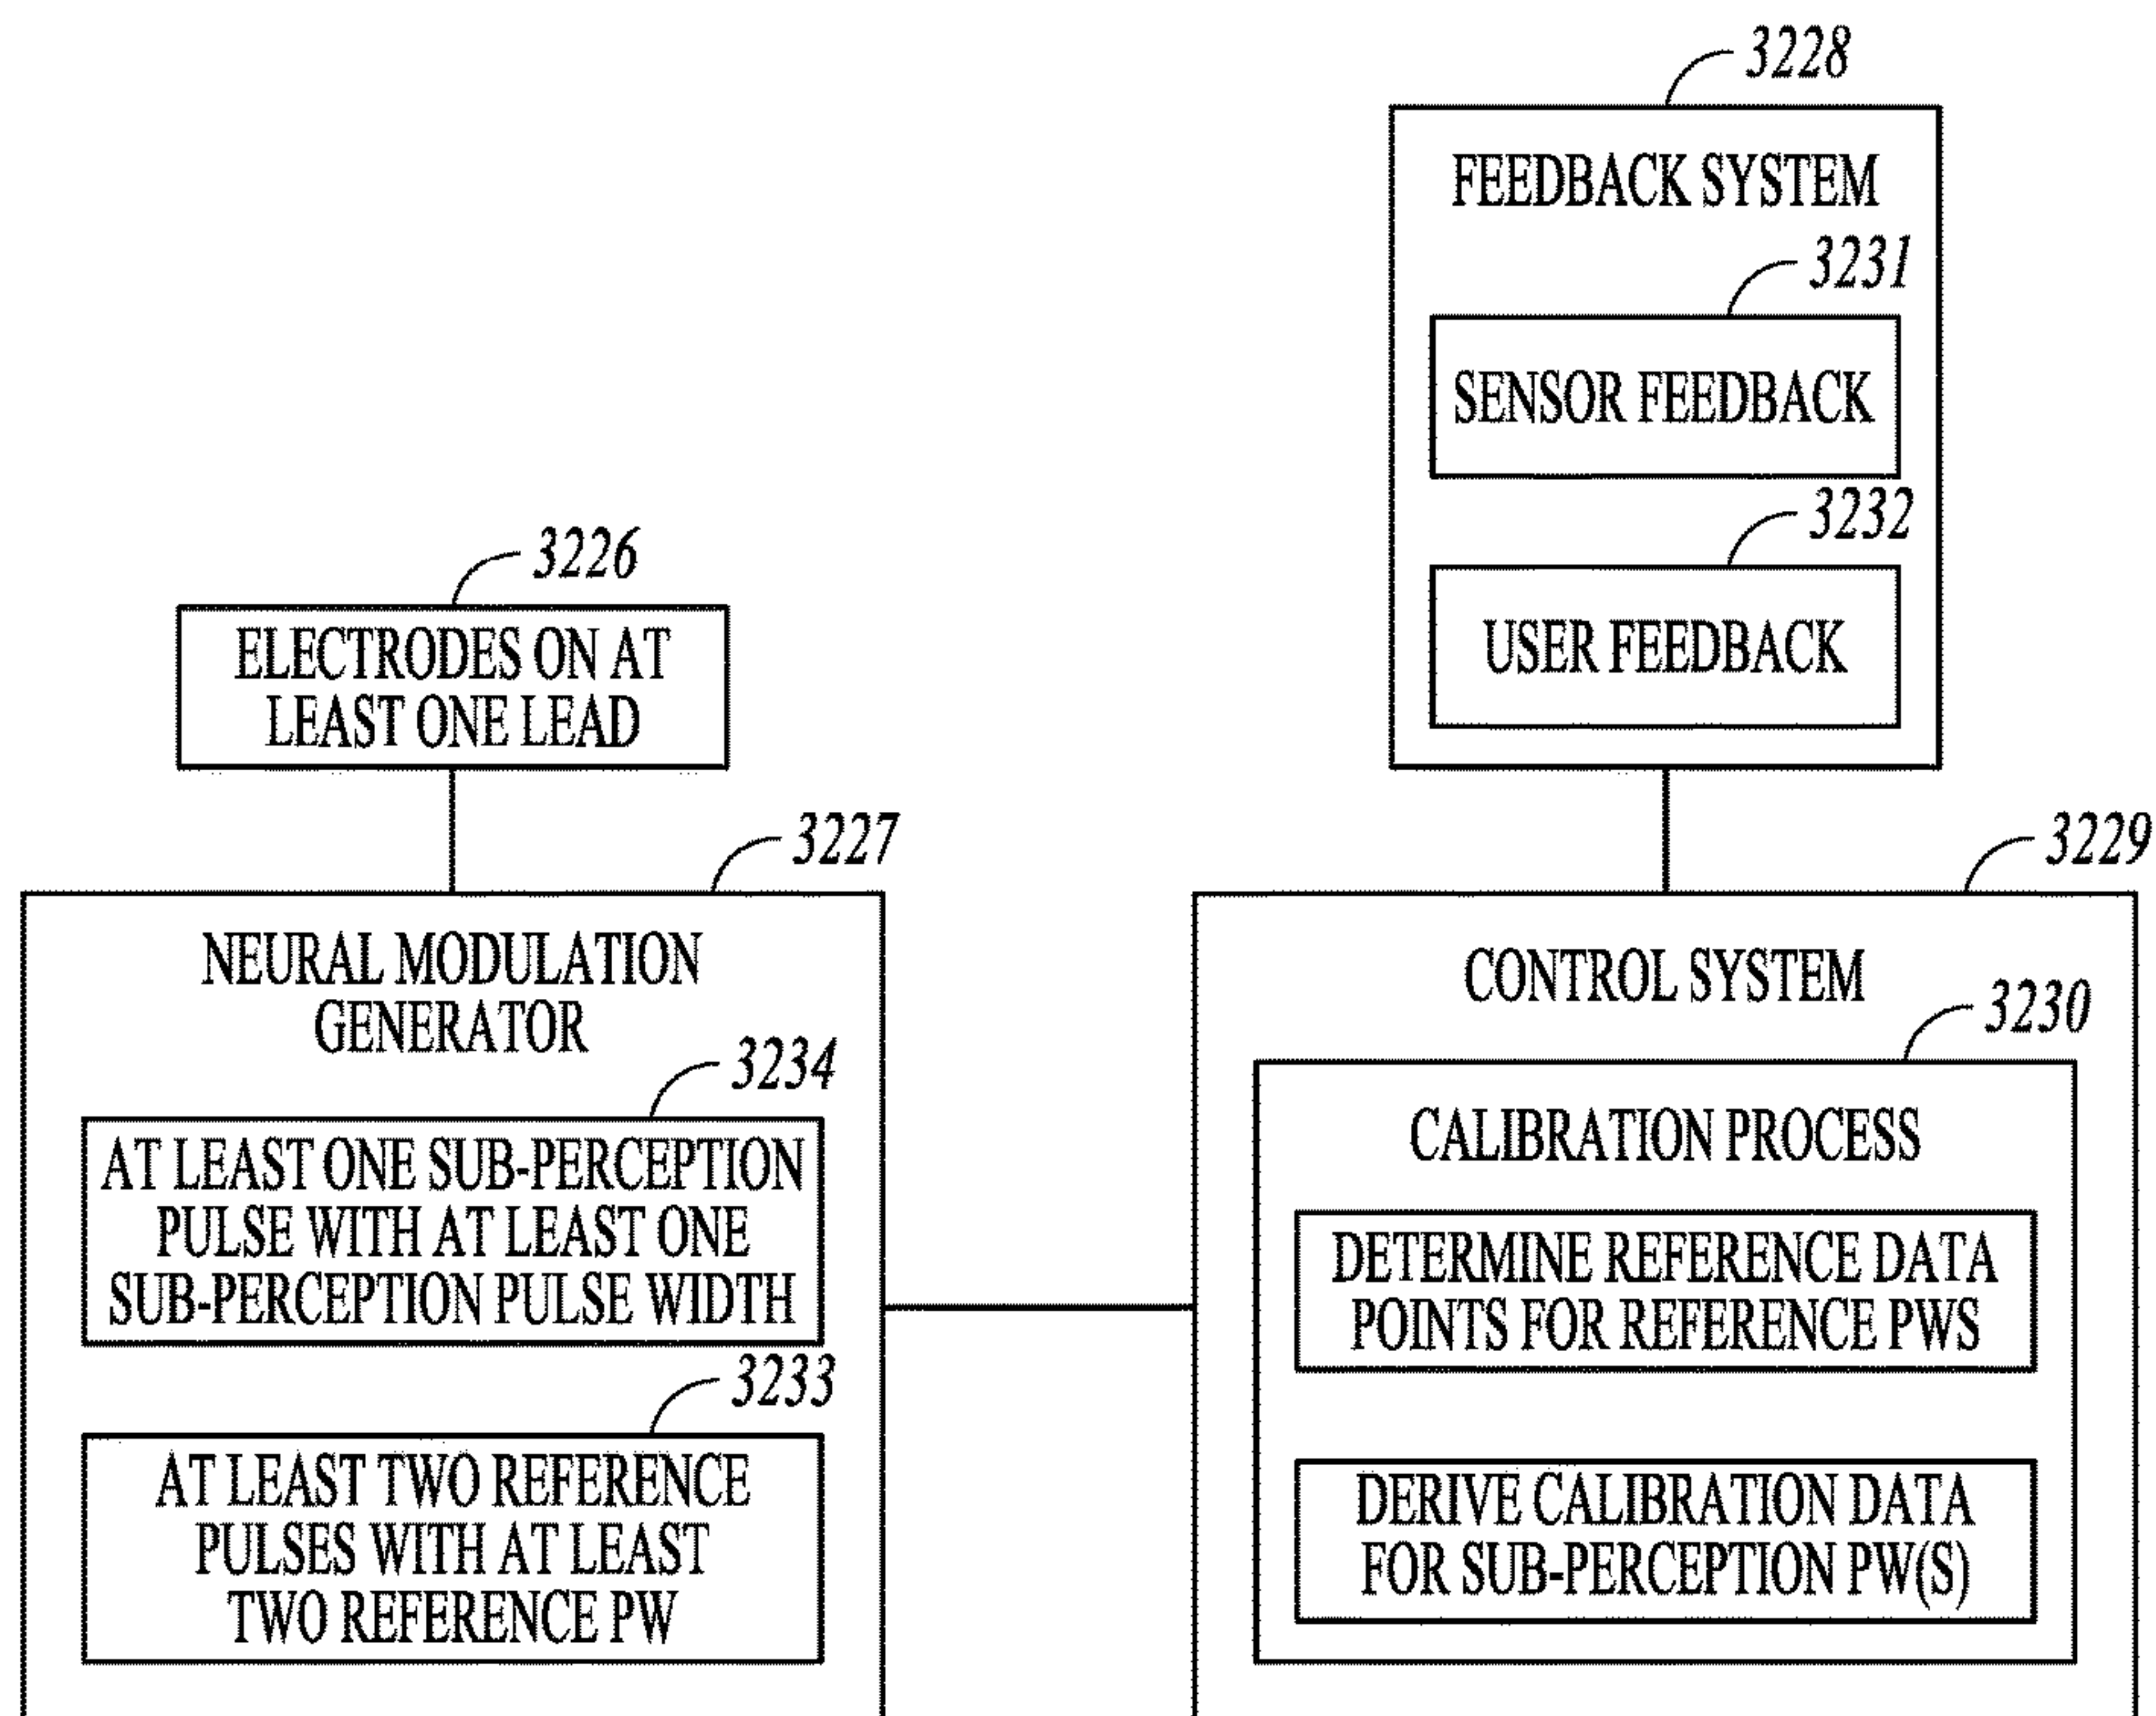 3228
FEEDBACK SYSTEM
3231
SENSOR FEEDBACK
3232
USER FEEDBACK
3226
ELECTRODES ON AT
LEAST ONE LEAD
3227
NEURAL MODULATION
GENERATOR
3234
AT LEAST ONE SUB-PERCEPTION
PULSE WITH AT LEAST ONE
SUB-PERCEPTION PULSE WIDTH
3233
AT LEAST TWO REFERENCE
PULSES WITH AT LEAST
TWO REFERENCE PW
3229
CONTROL SYSTEM
3230
CALIBRATION PROCESS
DETERMINE REFERENCE DATA
POINTS FOR REFERENCE PWS
DERIVE CALIBRATION DATA
FOR SUB-PERCEPTION PW(S)